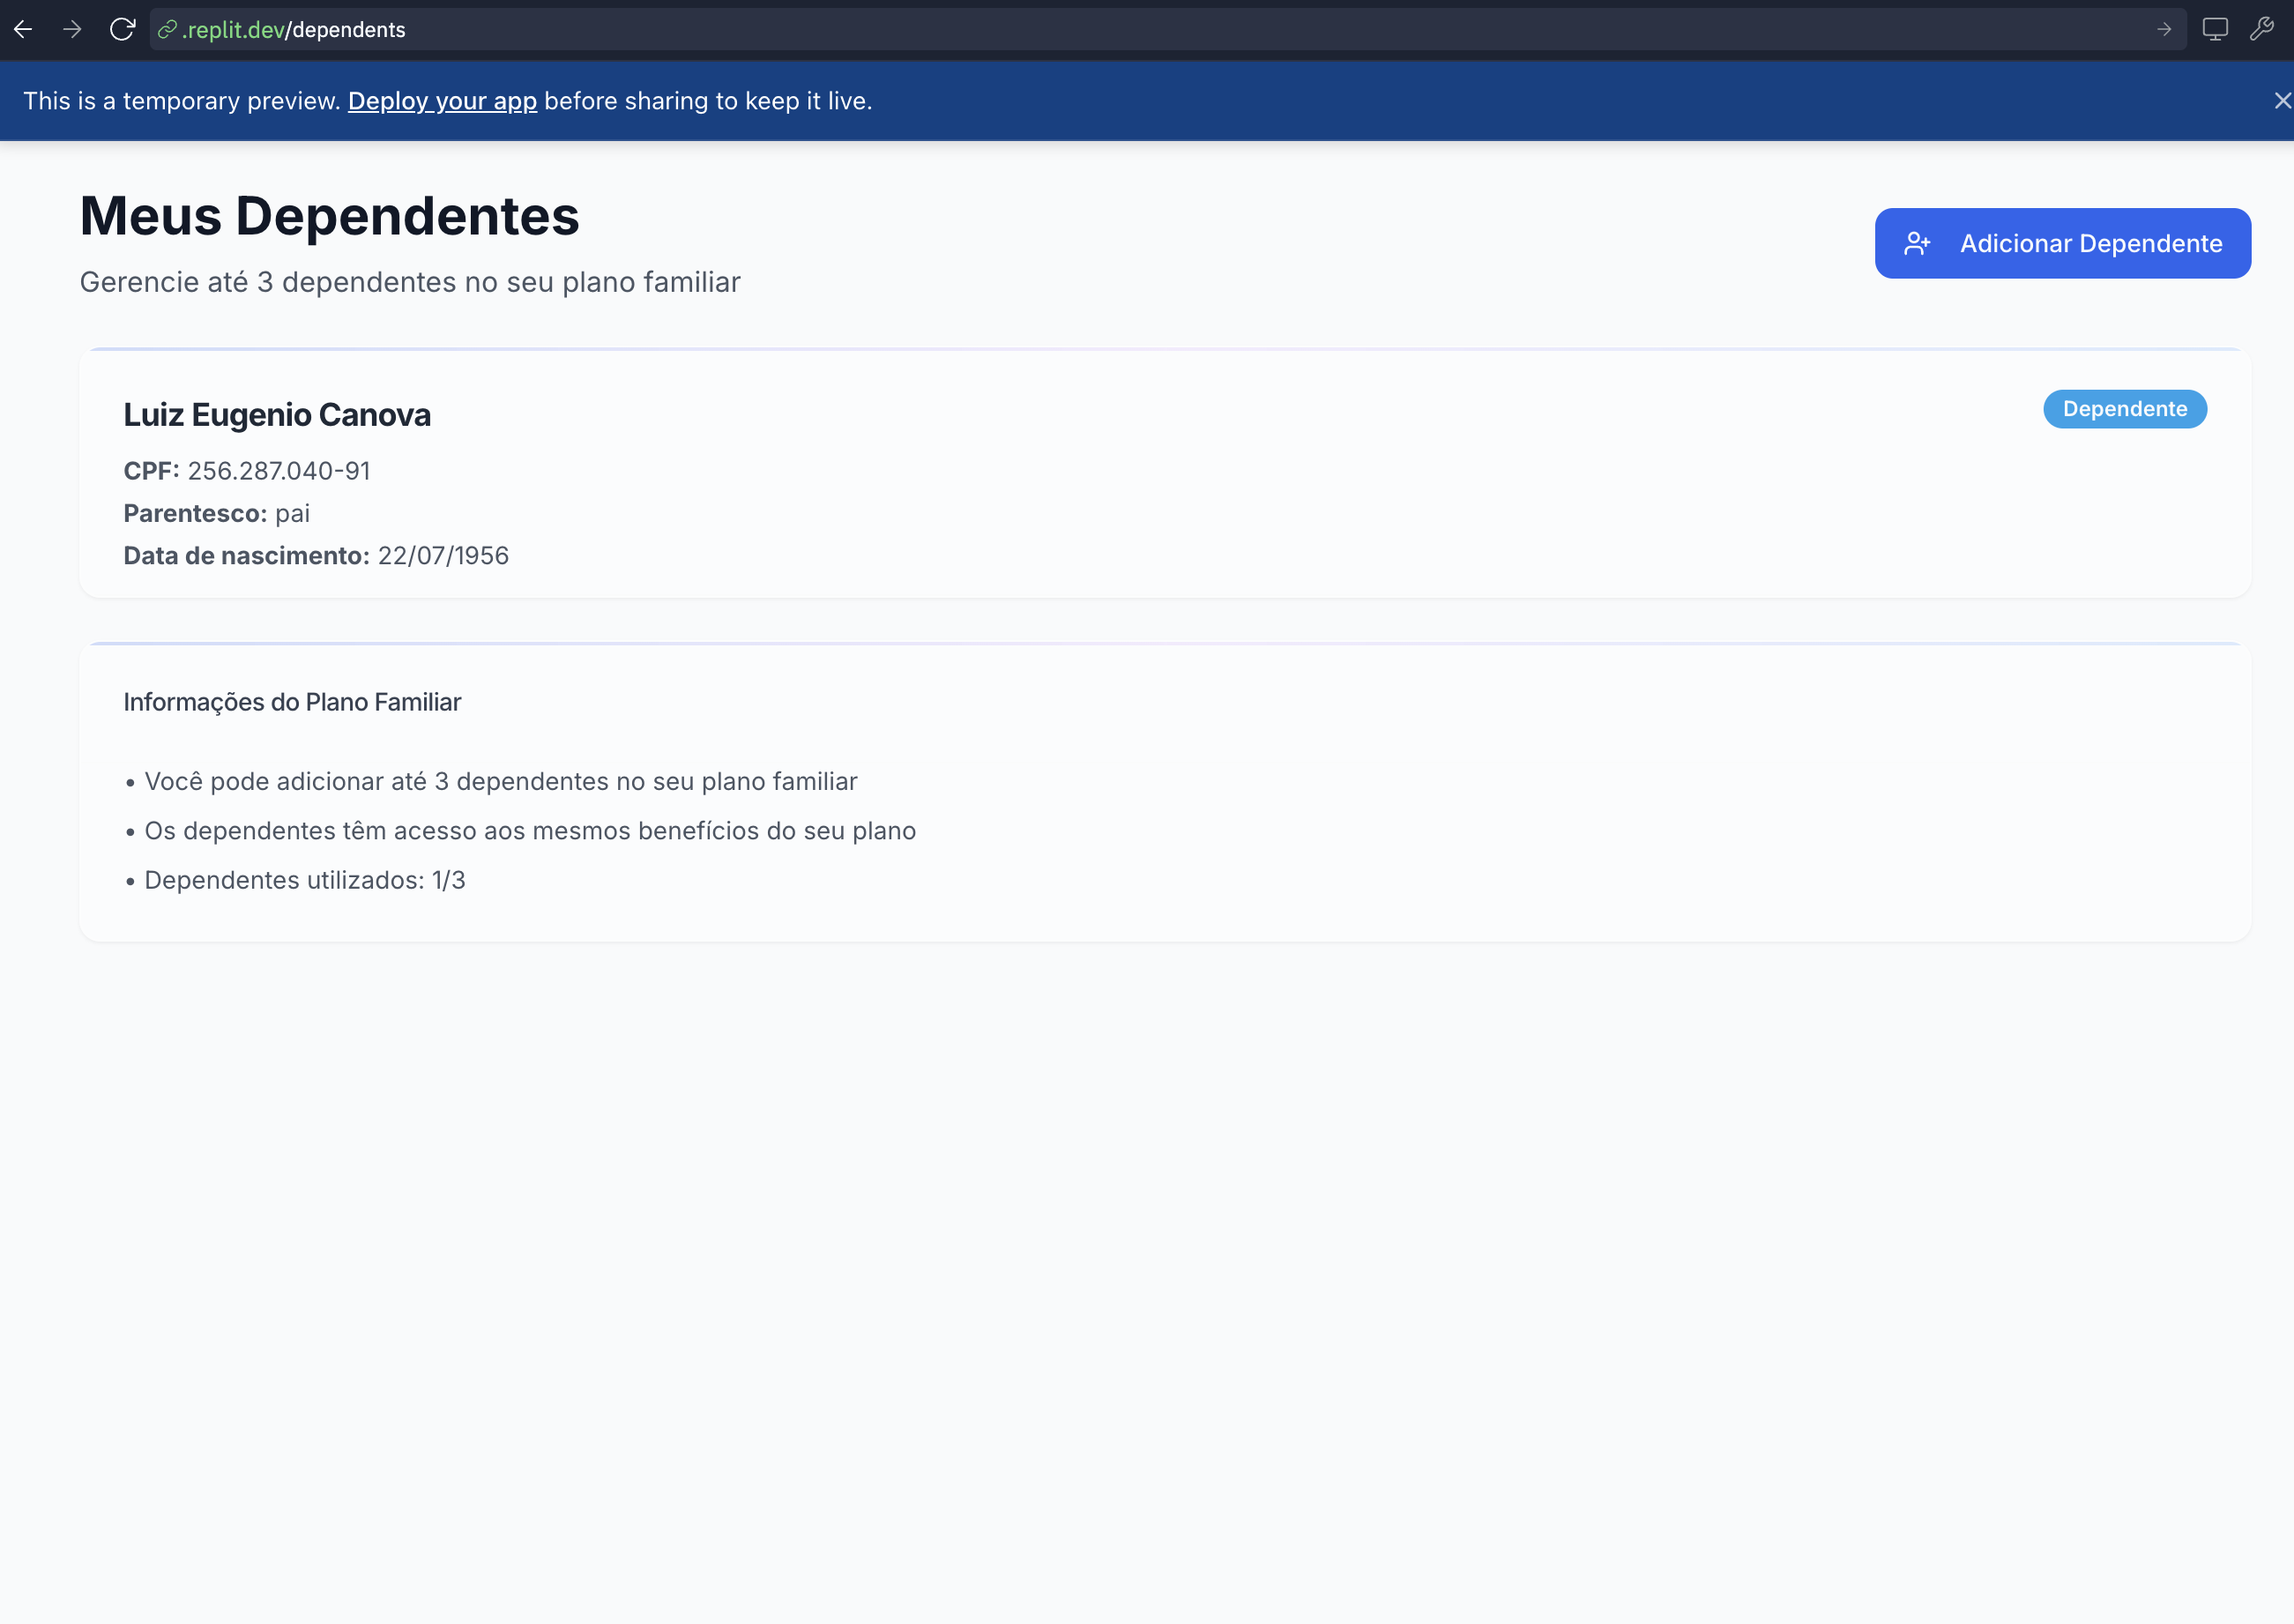 .replit.dev/dependents
This is a temporary preview. Deploy your app before sharing to keep it live.
Meus Dependentes
Gerencie até 3 dependentes no seu plano familiar
Adicionar Dependente
Luiz Eugenio Canova
Dependente
CPF: 256.287.040-91
Parentesco: pai
Data de nascimento: 22/07/1956
Informações do Plano Familiar
• Você pode adicionar até 3 dependentes no seu plano familiar
• Os dependentes têm acesso aos mesmos benefícios do seu plano
• Dependentes utilizados: 1/3